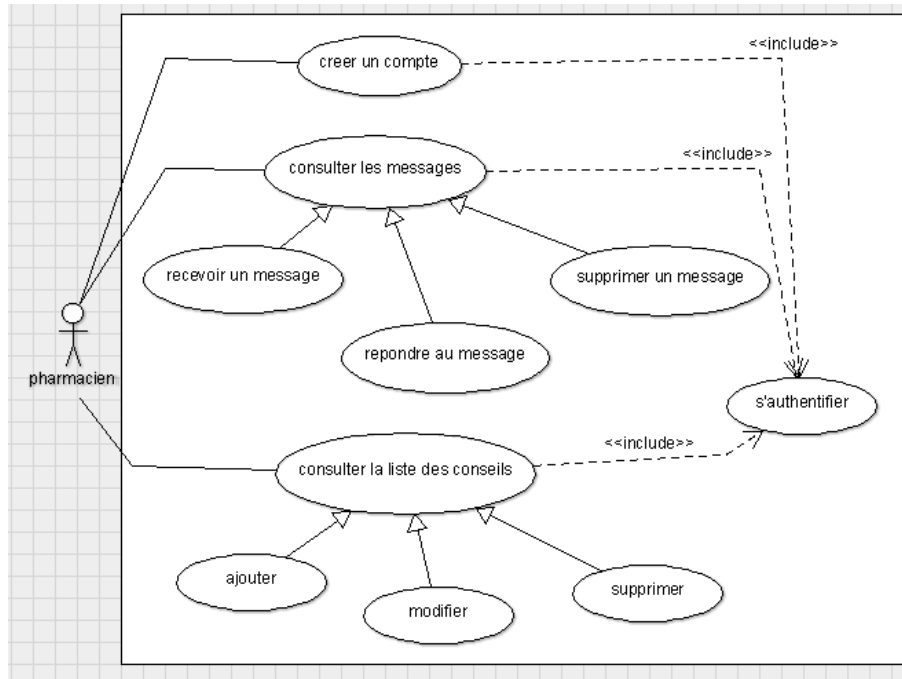 <<include>>
creer un compte
<<include>>
consulter les messages
recevoir un message
supprimer un message
repondre au message
pharmacien
s'authentifier
<<include>>
consulter la liste des conseils
ajouter
supprimer
modifier